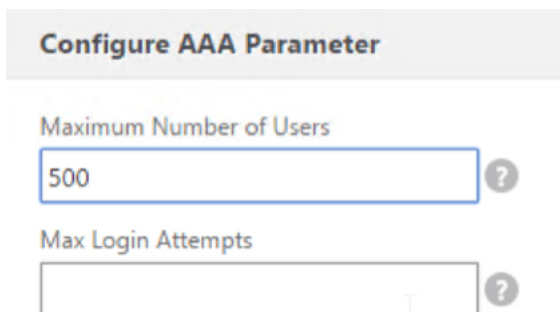 Configure AAA Parameter
Maximum Number of Users
500
?
Max Login Attempts
?